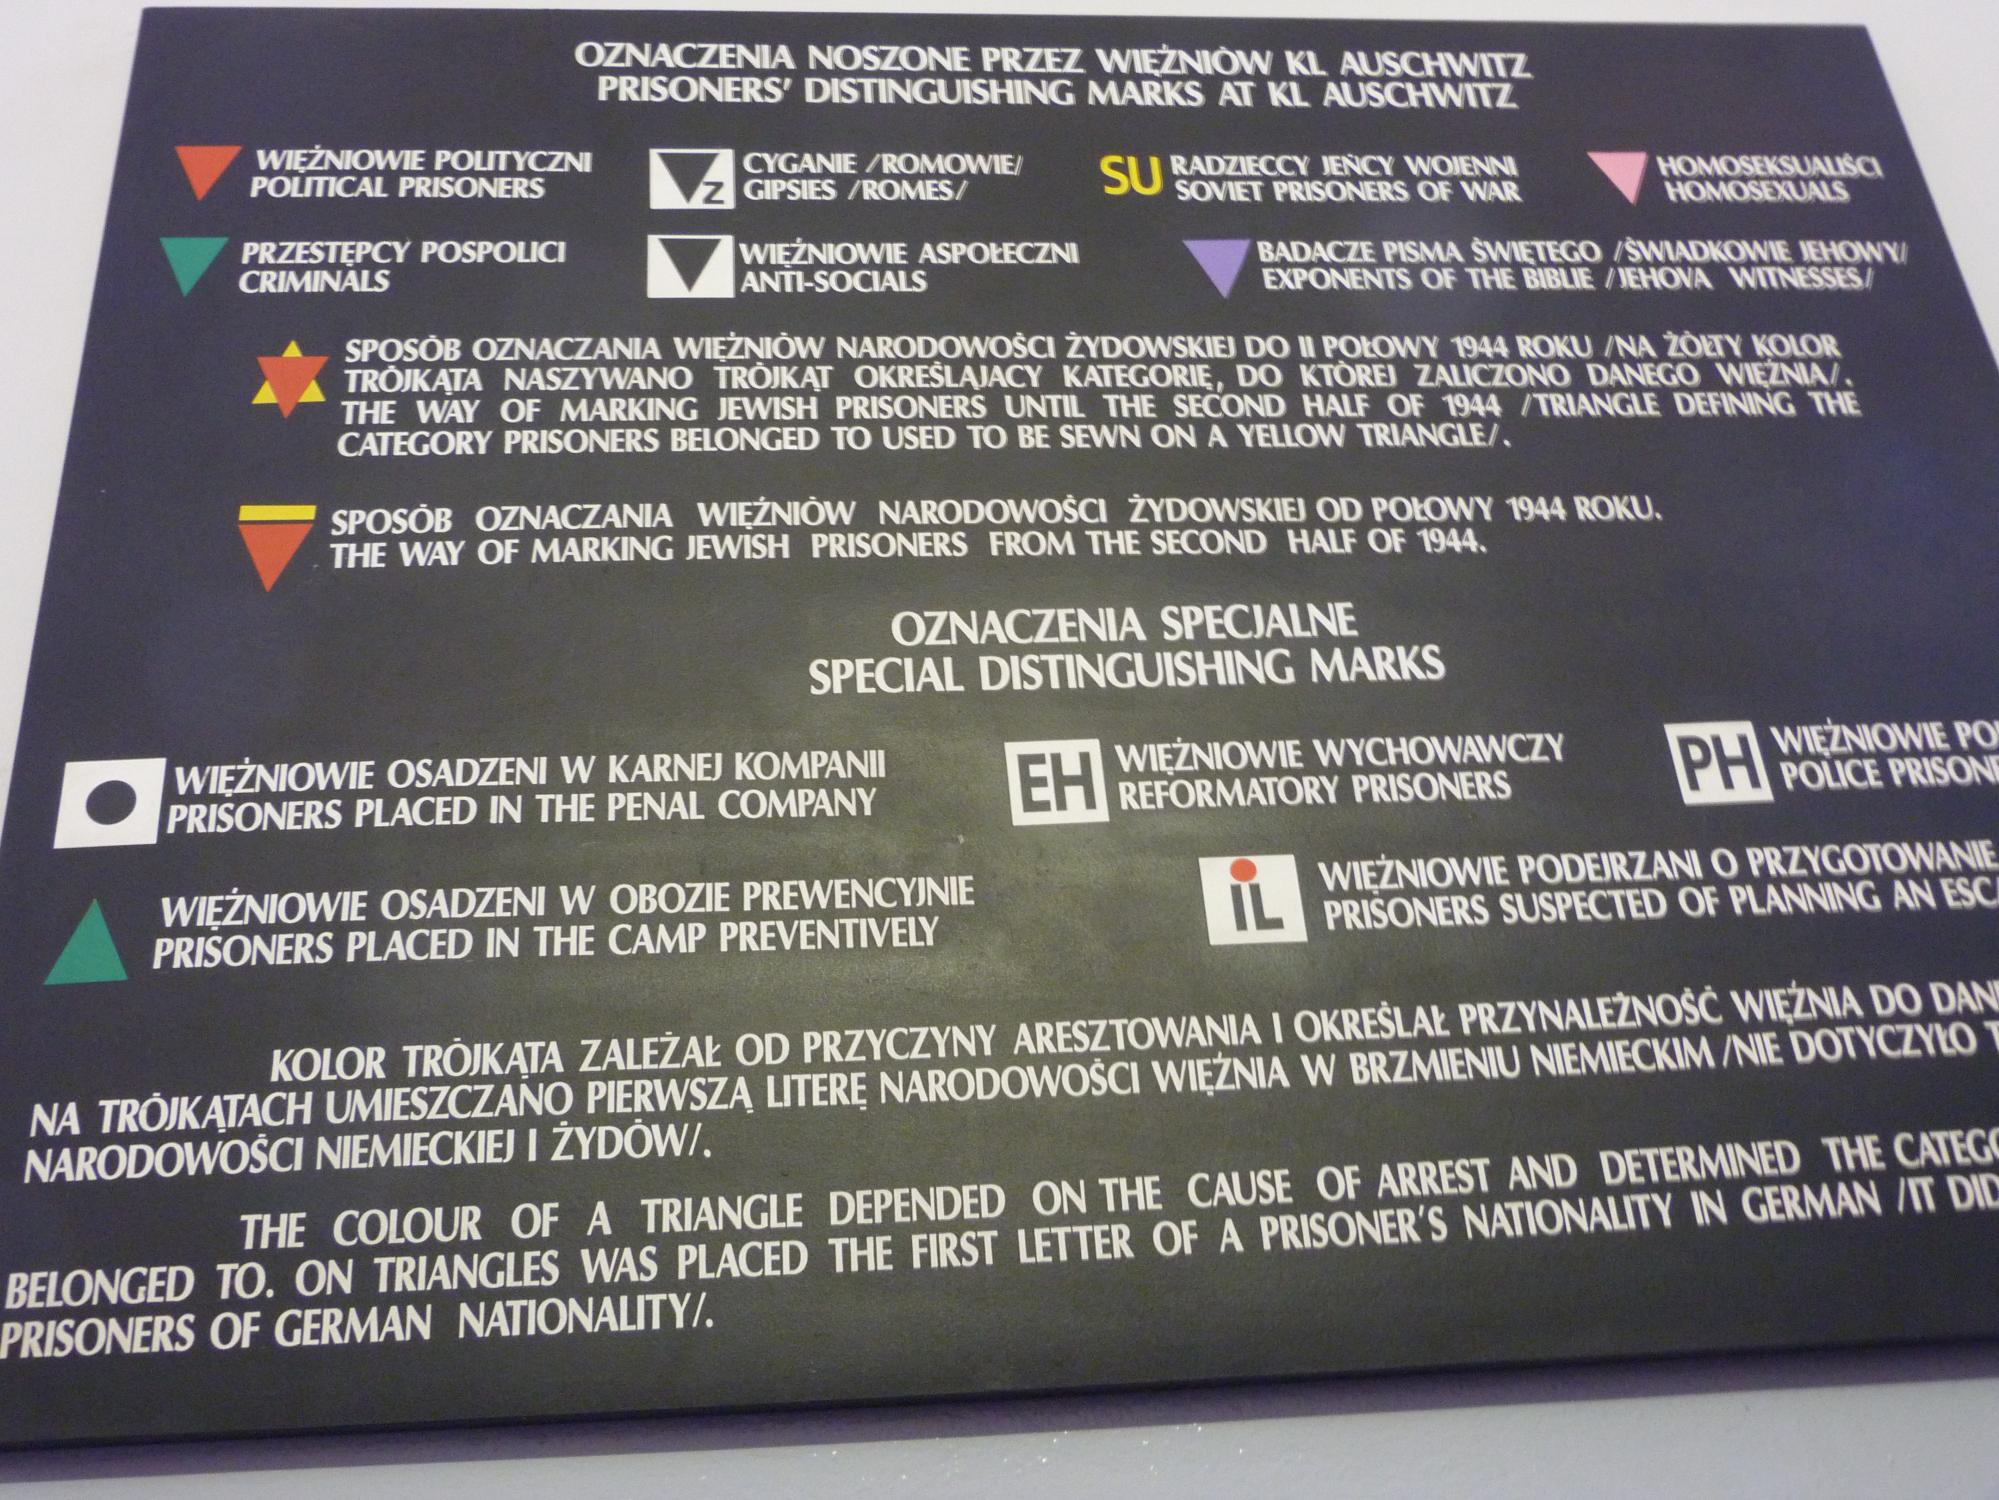 OZNACZENIA NOSZONE PRZEZ WIĘŹNIÓW KL AUSCHWITZ
PRISONERS' DISTINGUISHING MARKS AT KL AUSCHWITZ
WIĘŹNIOWIE POLITYCZNI
POLITICAL PRISONERS
Z
CYGANIE /ROMOWIE/
GIPSIES /ROMES/
SU
RADZIECCY JEŃCY WOJENNI
SOVIET PRISONERS OF WAR
HOMOSEKSUALIŚCI
HOMOSEXUALS
PRZESTĘPCY POSPOLICI
CRIMINALS
WIĘŹNIOWIE ASPOŁECZNI
ANTI-SOCIALS
BADACZE PISMA ŚWIĘTEGO /ŚWIADKOWIE JEHOWY/
EXPONENTS OF THE BIBLIE /JEHOVA WITNESSES/
SPOSÓB OZNACZANIA WIĘŹNIÓW NARODOWOŚCI ŻYDOWSKIEJ DO II POŁOWY 1944 ROKU /NA ŻÓŁTY KOLOR
TRÓJKĄTA NASZYWANO TRÓJKĄT OKREŚLAJĄCY KATEGORIĘ, DO KTÓREJ ZALICZONO DANEGO WIĘŹNIA/.
THE WAY OF MARKING JEWISH PRISONERS UNTIL THE SECOND HALF OF 1944 /TRIANGLE DEFINING THE
CATEGORY PRISONERS BELONGED TO USED TO BE SEWN ON A YELLOW TRIANGLE/.
SPOSÓB OZNACZANIA WIĘŹNIÓW NARODOWOŚCI ŻYDOWSKIEJ OD POŁOWY 1944 ROKU.
THE WAY OF MARKING JEWISH PRISONERS FROM THE SECOND HALF OF 1944.
OZNACZENIA SPECJALNE
SPECIAL DISTINGUISHING MARKS
WIĘŹNIOWIE OSADZENI W KARNEJ KOMPANII
PRISONERS PLACED IN THE PENAL COMPANY
EH
WIĘŹNIOWIE WYCHOWAWCZY
REFORMATORY PRISONERS
PH
WIĘŹNIOWIE
POLICE
WIĘŹNIOWIE OSADZENI W OBOZIE PREWENCYJNIE
PRISONERS PLACED IN THE CAMP PREVENTIVELY
iL
WIĘŹNIOWIE PODEJRZANI O PRZYGOTOWANIE
PRISONERS SUSPECTED OF PLANNING AN
KOLOR TRÓJKĄTA ZALEŻAŁ OD PRZYCZYNY ARESZTOWANIA I OKREŚLAŁ PRZYNALEŻNOŚĆ WIĘŹNIA DO
NA TRÓJKĄTACH UMIESZCZANO PIERWSZĄ LITERĘ NARODOWOŚCI WIĘŹNIA W BRZMIENIU NIEMIECKIM /NIE DOTYCZYŁO
NARODOWOŚCI NIEMIECKIEJ I ŻYDÓW/.
THE COLOUR OF A TRIANGLE DEPENDED ON THE CAUSE OF ARREST AND DETERMINED THE
BELONGED TO. ON TRIANGLES WAS PLACED THE FIRST LETTER OF A PRISONER'S NATIONALITY IN GERMAN /IT DID
PRISONERS OF GERMAN NATIONALITY/.